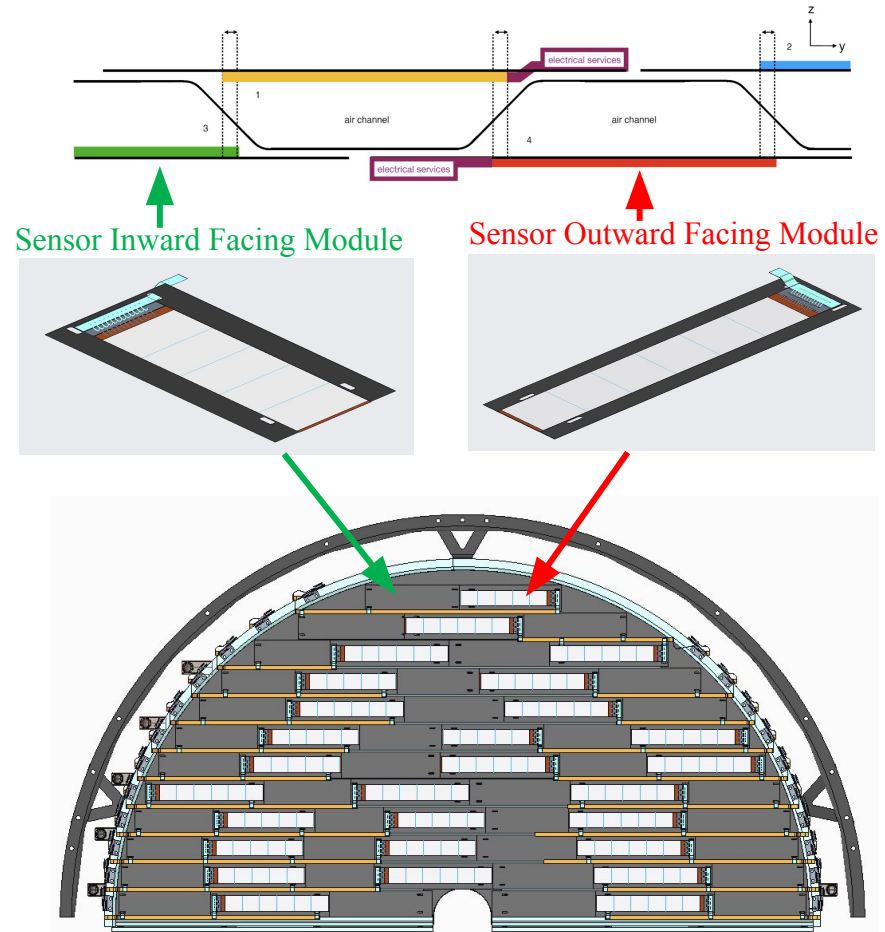 z
2
y
electrical services
1
air channel
air channel
3
4
electrical services
Sensor Inward Facing Module
Sensor Outward Facing Module